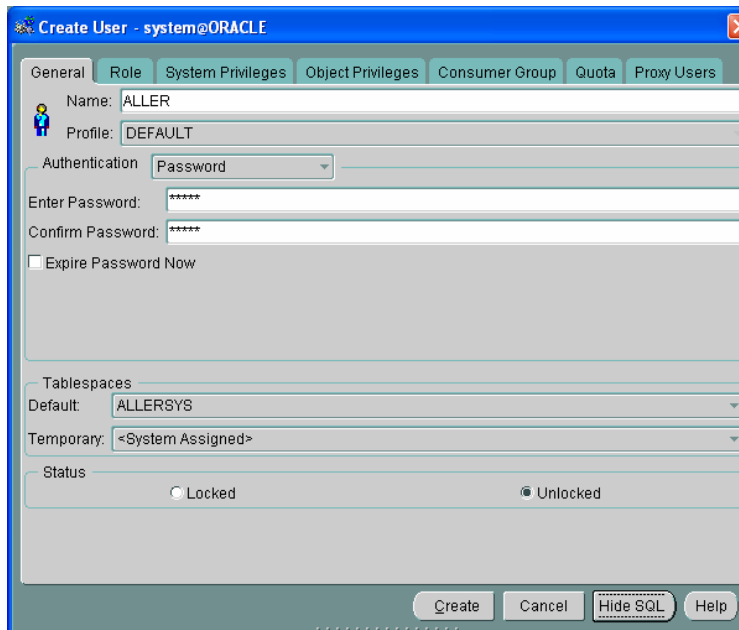 Create User - system@ORACLE
General Role System Privileges Object Privileges Consumer Group Quota Proxy Users
Name: ALLER
Profile: DEFAULT
Authentication Password
Enter Password: *****
Confirm Password: *****
Expire Password Now
Tablespaces
Default: ALLERSYS
Temporary: <System Assigned>
Status
Locked Unlocked
Create Cancel Hide SQL Help